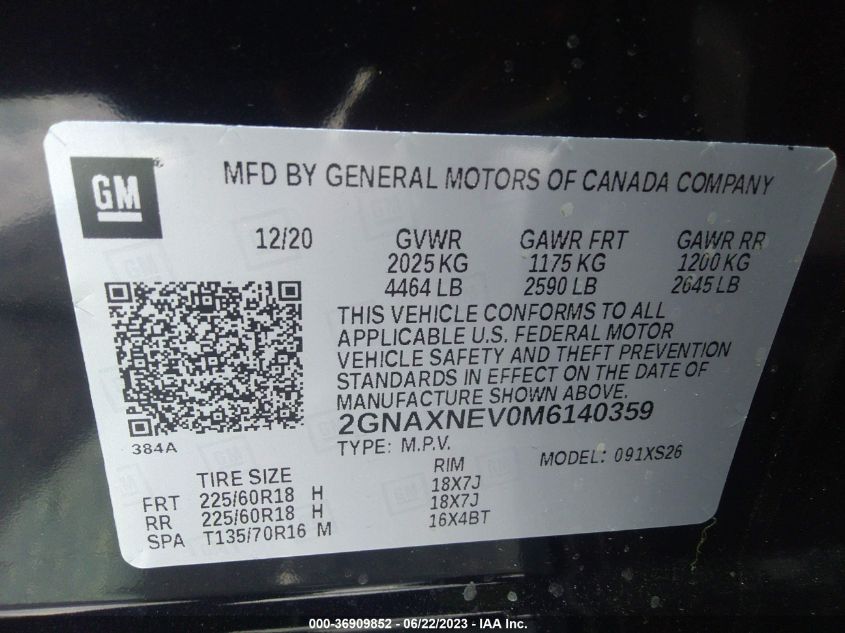 GM
MFD BY GENERAL MOTORS OF CANADA COMPANY
12/20 GVWR GAWR FRT GAWR RR
2025 KG 1175 KG 1200 KG
4464 LB 2590 LB 2645 LB
THIS VEHICLE CONFORMS TO ALL
APPLICABLE U.S. FEDERAL MOTOR
VEHICLE SAFETY AND THEFT PREVENTION
STANDARDS IN EFFECT ON THE DATE OF
MANUFACTURE SHOWN ABOVE.
2GNAXNEV0M6140359
384A TYPE: M.P.V. MODEL: 091XS26
TIRE SIZE RIM
FRT 225/60R18 H 18X7J
RR 225/60R18 H 18X7J
SPA T135/70R16 M 16X4BT
000-36909852 - 06/22/2023 - IAA Inc.